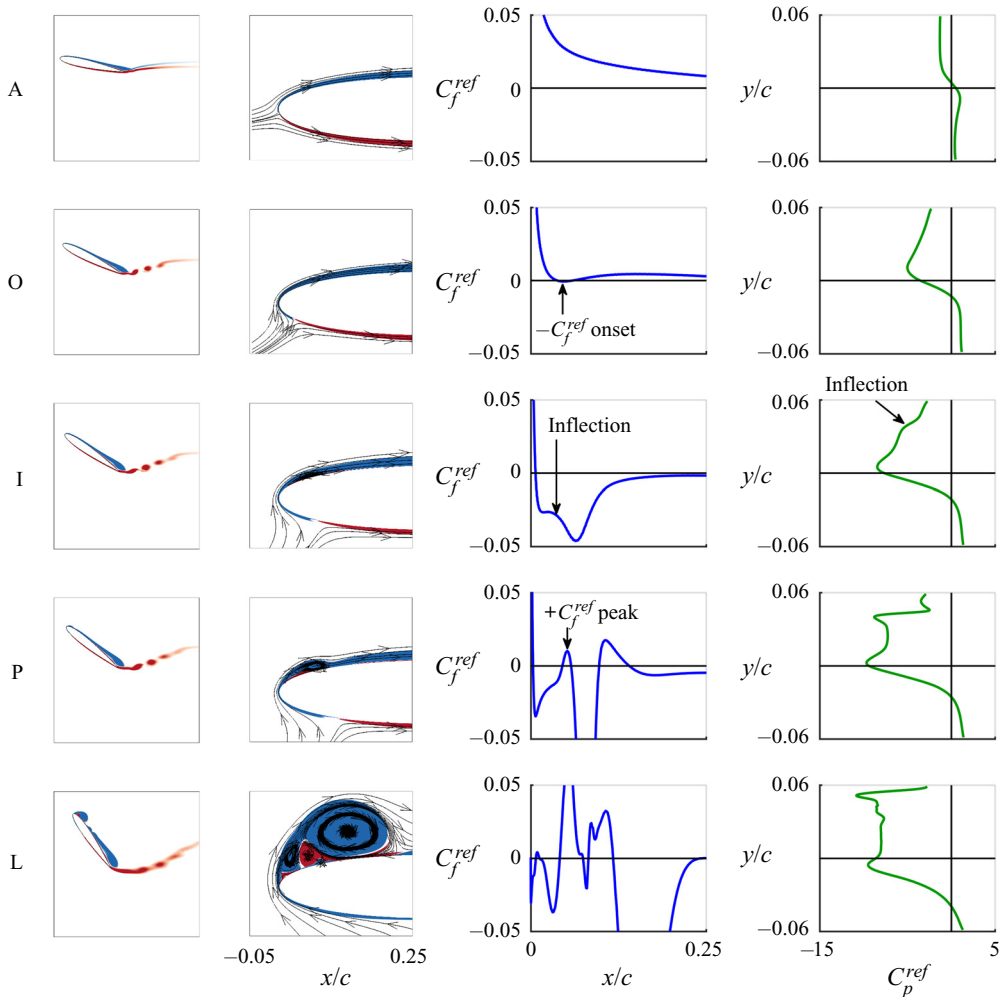 A
0.05
C_f^{ref}
0
−0.05
0.06
y/c
−0.06
O
0.05
C_f^{ref}
0
−C_f^{ref} onset
−0.05
0.06
y/c
−0.06
I
0.05
Inflection
C_f^{ref}
0
−0.05
Inflection
0.06
y/c
−0.06
P
0.05
+C_f^{ref} peak
C_f^{ref}
0
−0.05
0.06
y/c
−0.06
L
0.05
C_f^{ref}
0
−0.05
0.06
y/c
−0.06
−0.05
0.25
x/c
0
0.25
x/c
−15
5
C_p^{ref}